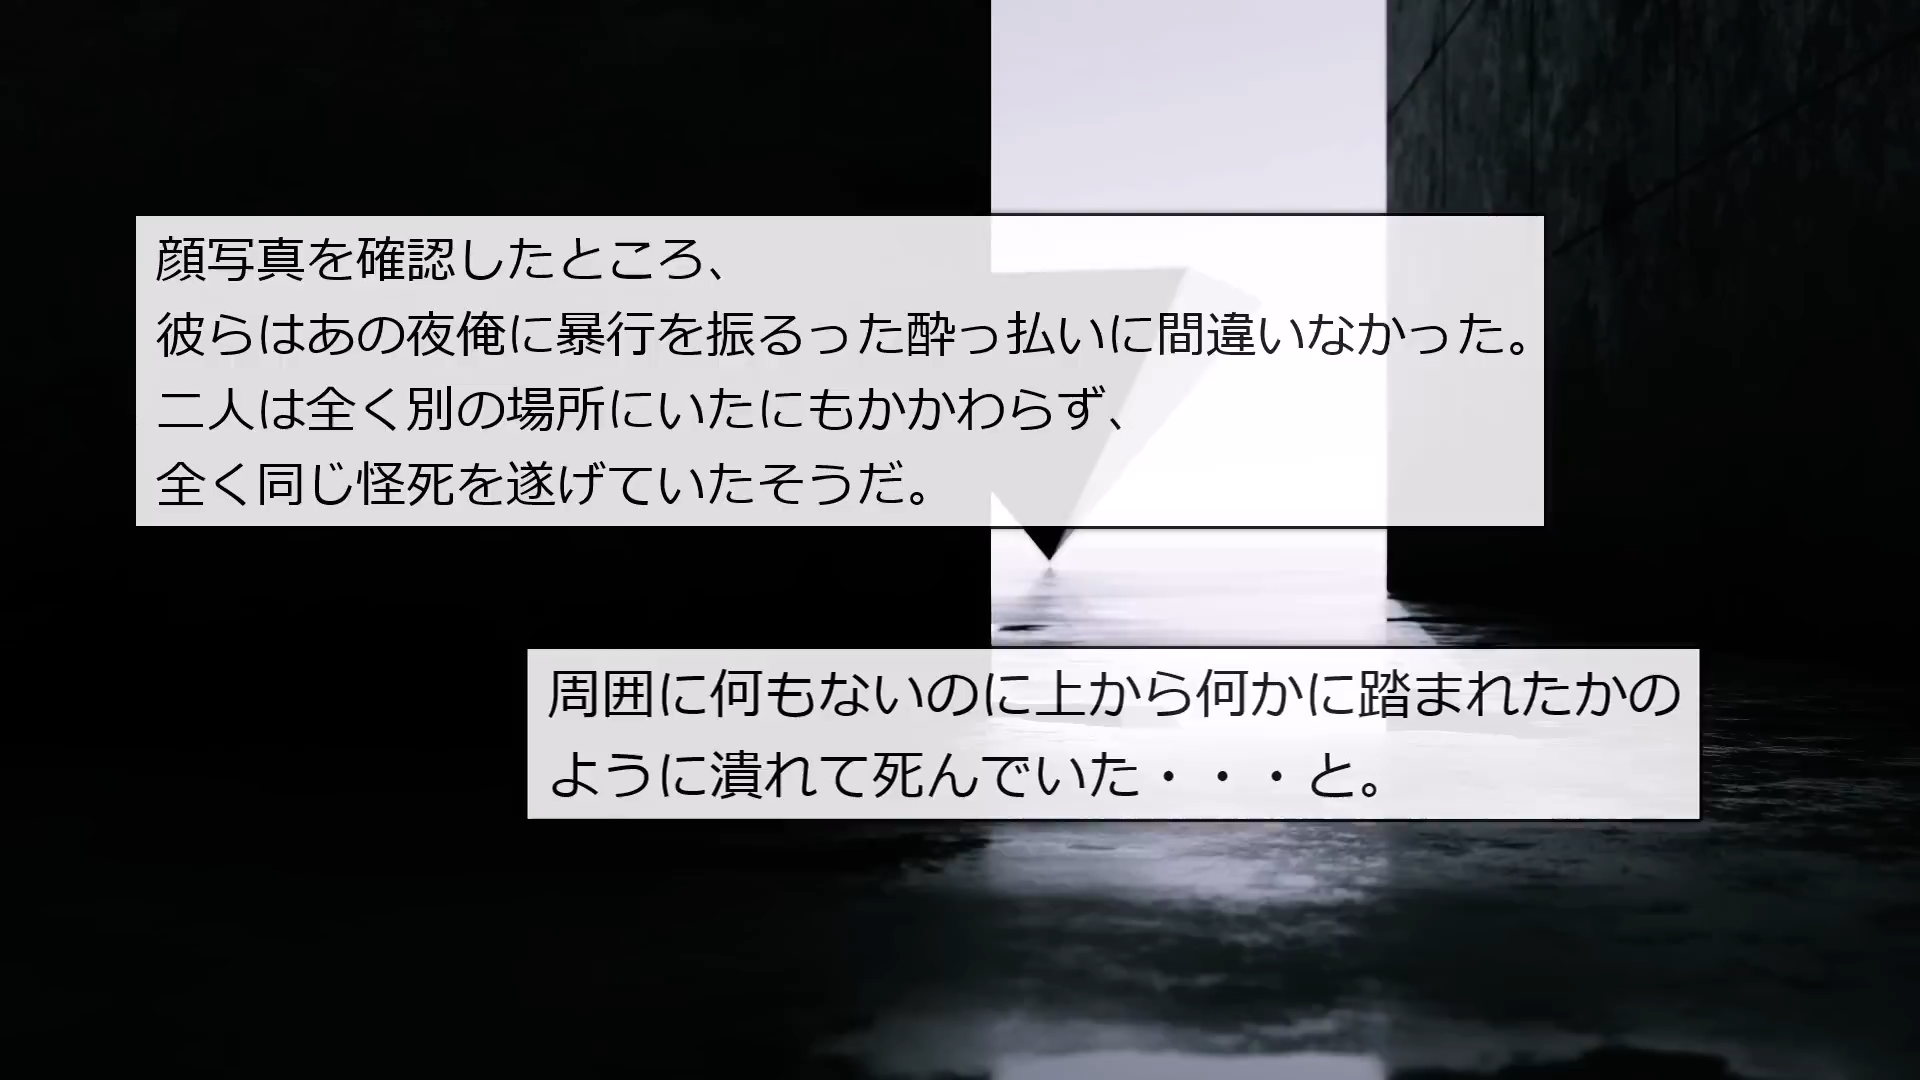 顔写真を確認したところ、
彼らはあの夜俺に暴行を振るった酔っ払いに間違いなかった。
二人は全く別の場所にいたにもかかわらず、
全く同じ怪死を遂げていたそうだ。
周囲に何もないのに上から何かに踏まれたかの
ように潰れて死んでいた・・・と。